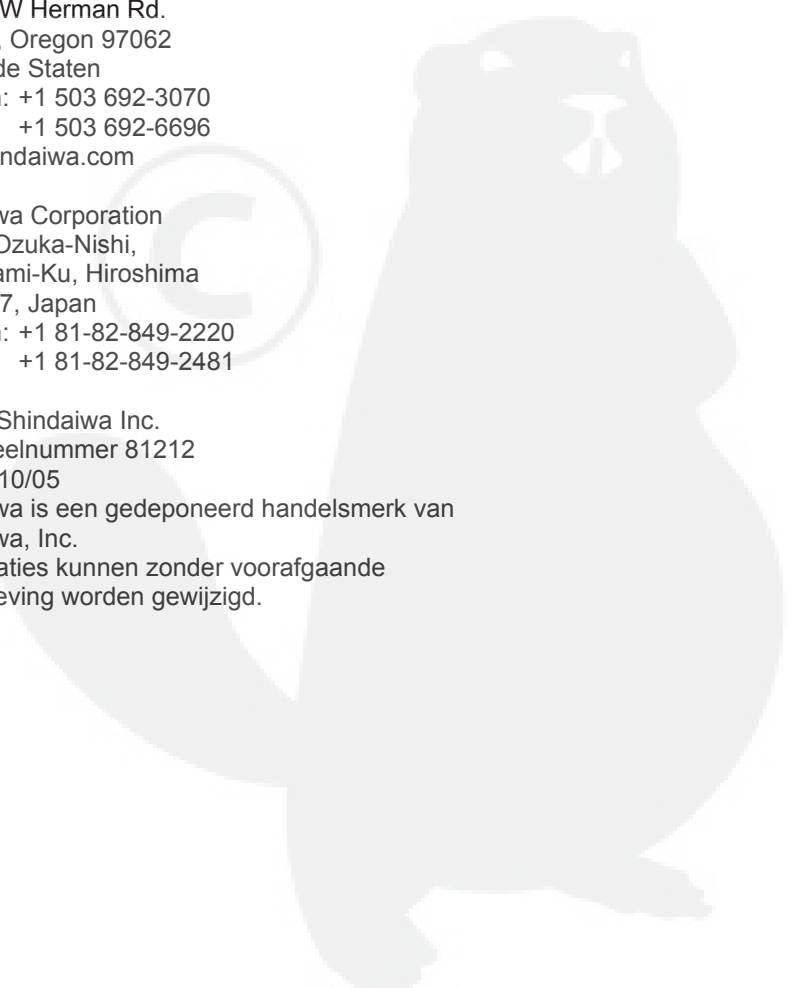 W Herman Rd.
, Oregon 97062
de Staten
: +1 503 692-3070
+1 503 692-6696
ndaiwa.com
wa Corporation
Ozuka-Nishi,
ami-Ku, Hiroshima
7, Japan
: +1 81-82-849-2220
+1 81-82-849-2481
©
Shindaiwa Inc.
eelnummer 81212
10/05
wa is een gedeponeerd handelsmerk van
wa, Inc.
aties kunnen zonder voorafgaande
eving worden gewijzigd.